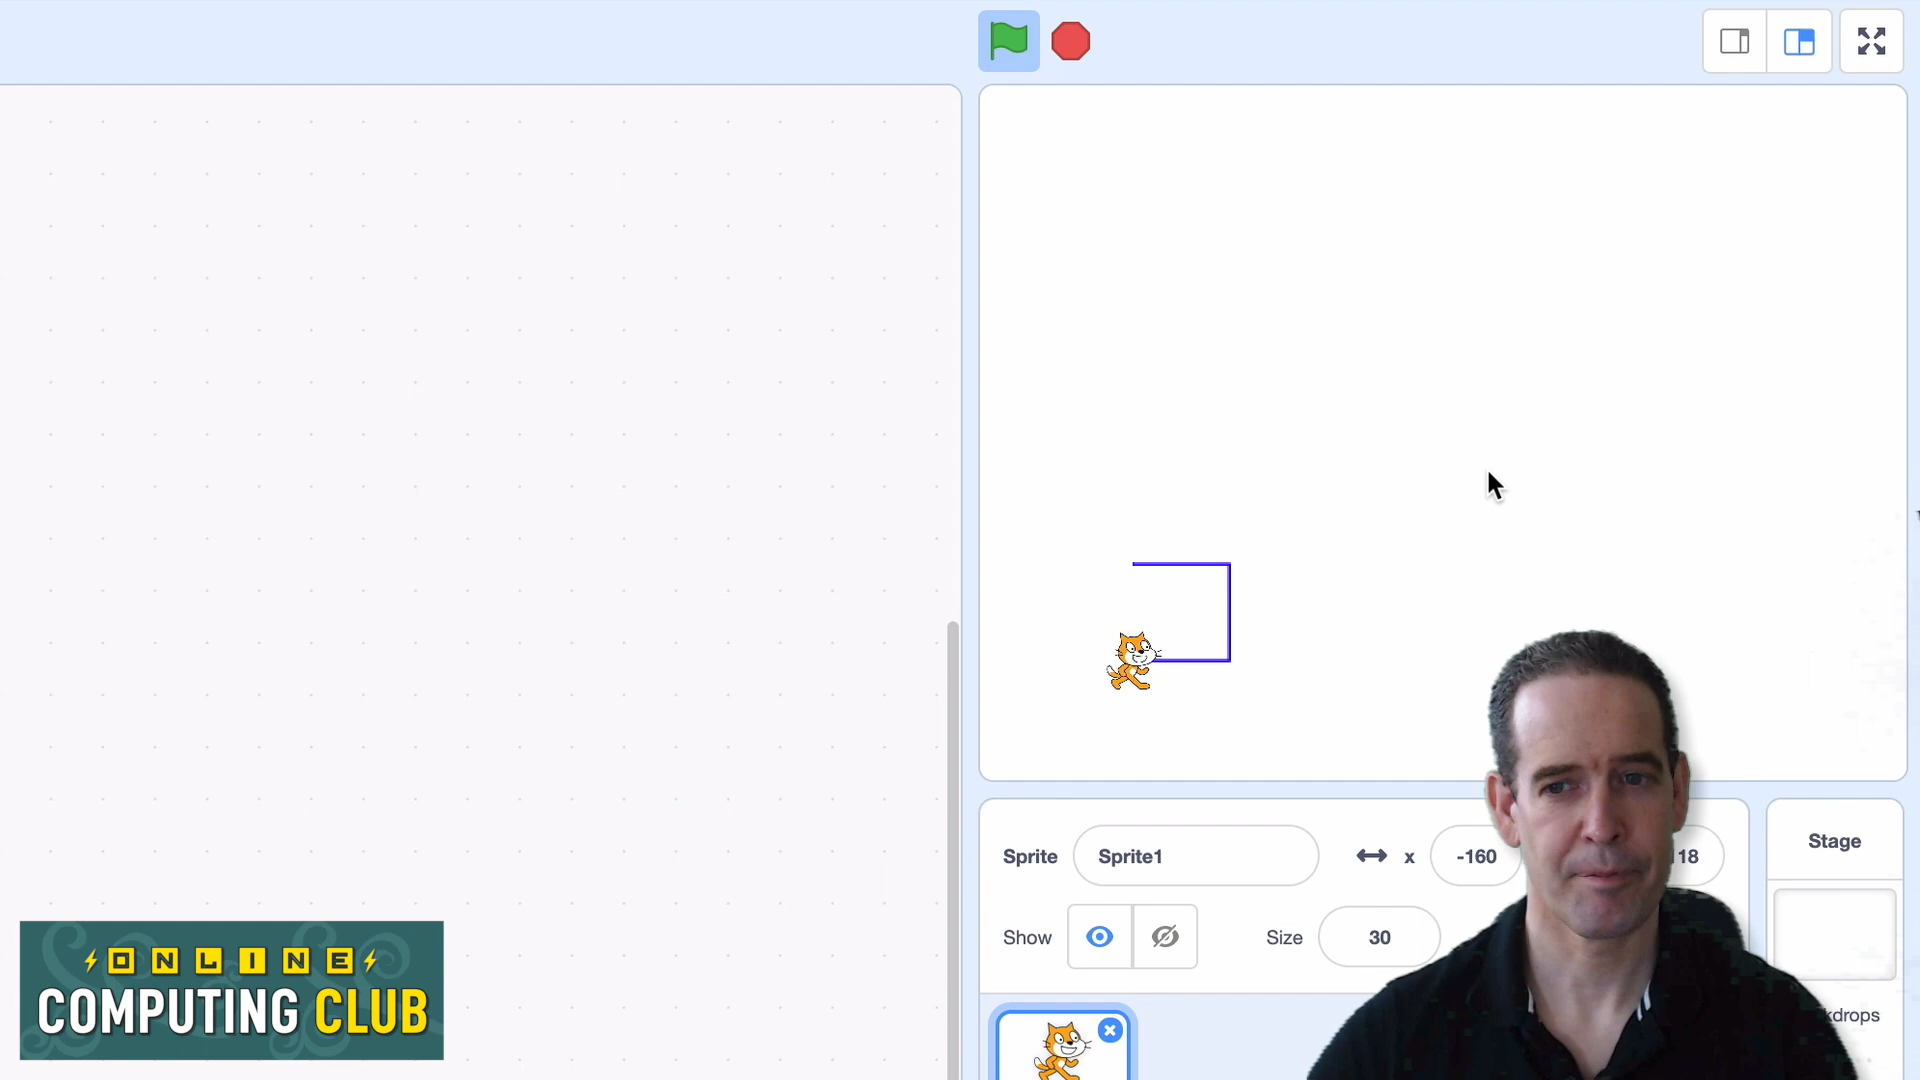 Sprite
Sprite1
x
-160
18
Stage
Show
Size
30
ONLINE
COMPUTING CLUB
kdrops